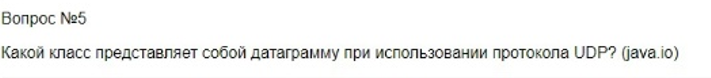 Вопрос №5
Какой класс представляет собой датаграмму при использовании протокола UDP? (java.io)